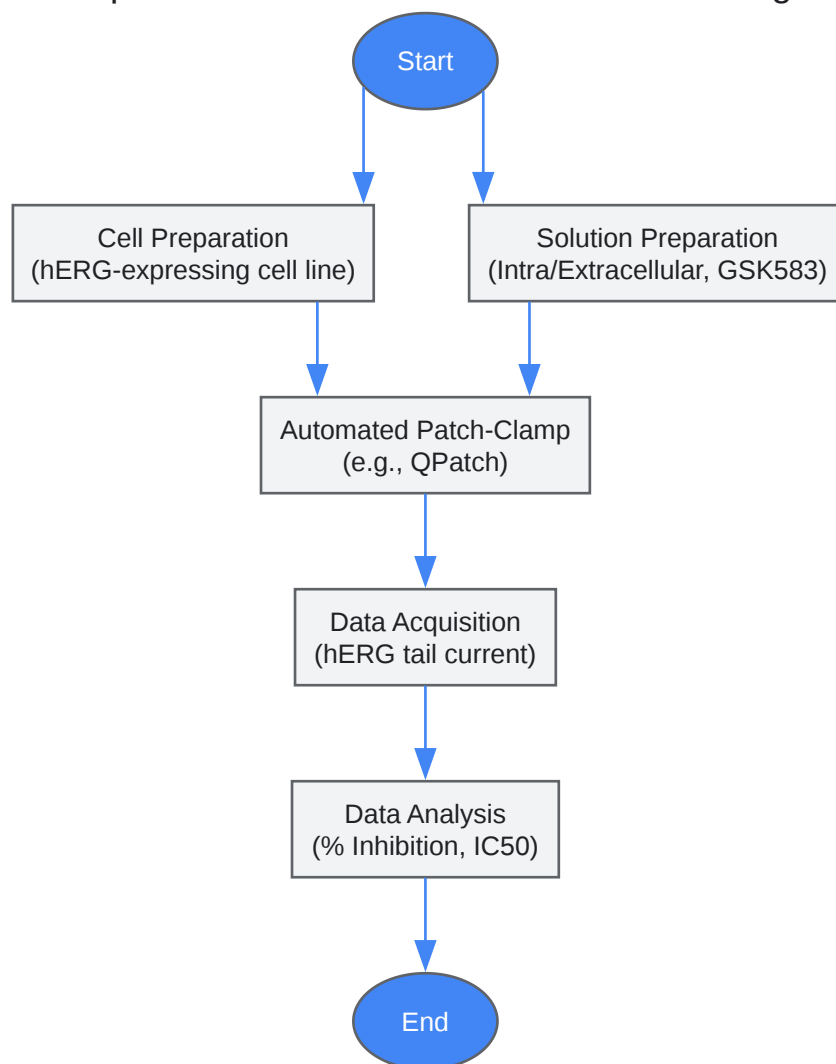 Start
Cell Preparation
(hERG-expressing cell line)
Solution Preparation
(Intra/Extracellular, GSK583)
Automated Patch-Clamp
(e.g., QPatch)
Data Acquisition
(hERG tail current)
Data Analysis
(% Inhibition, IC50)
End